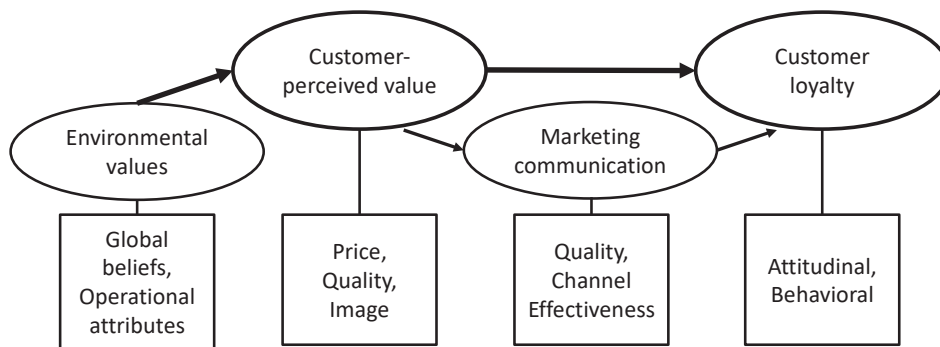 Customer-
perceived value
Customer
loyalty
Environmental
values
Marketing
communication
Global
beliefs,
Operational
attributes
Price,
Quality,
Image
Quality,
Channel
Effectiveness
Attitudinal,
Behavioral